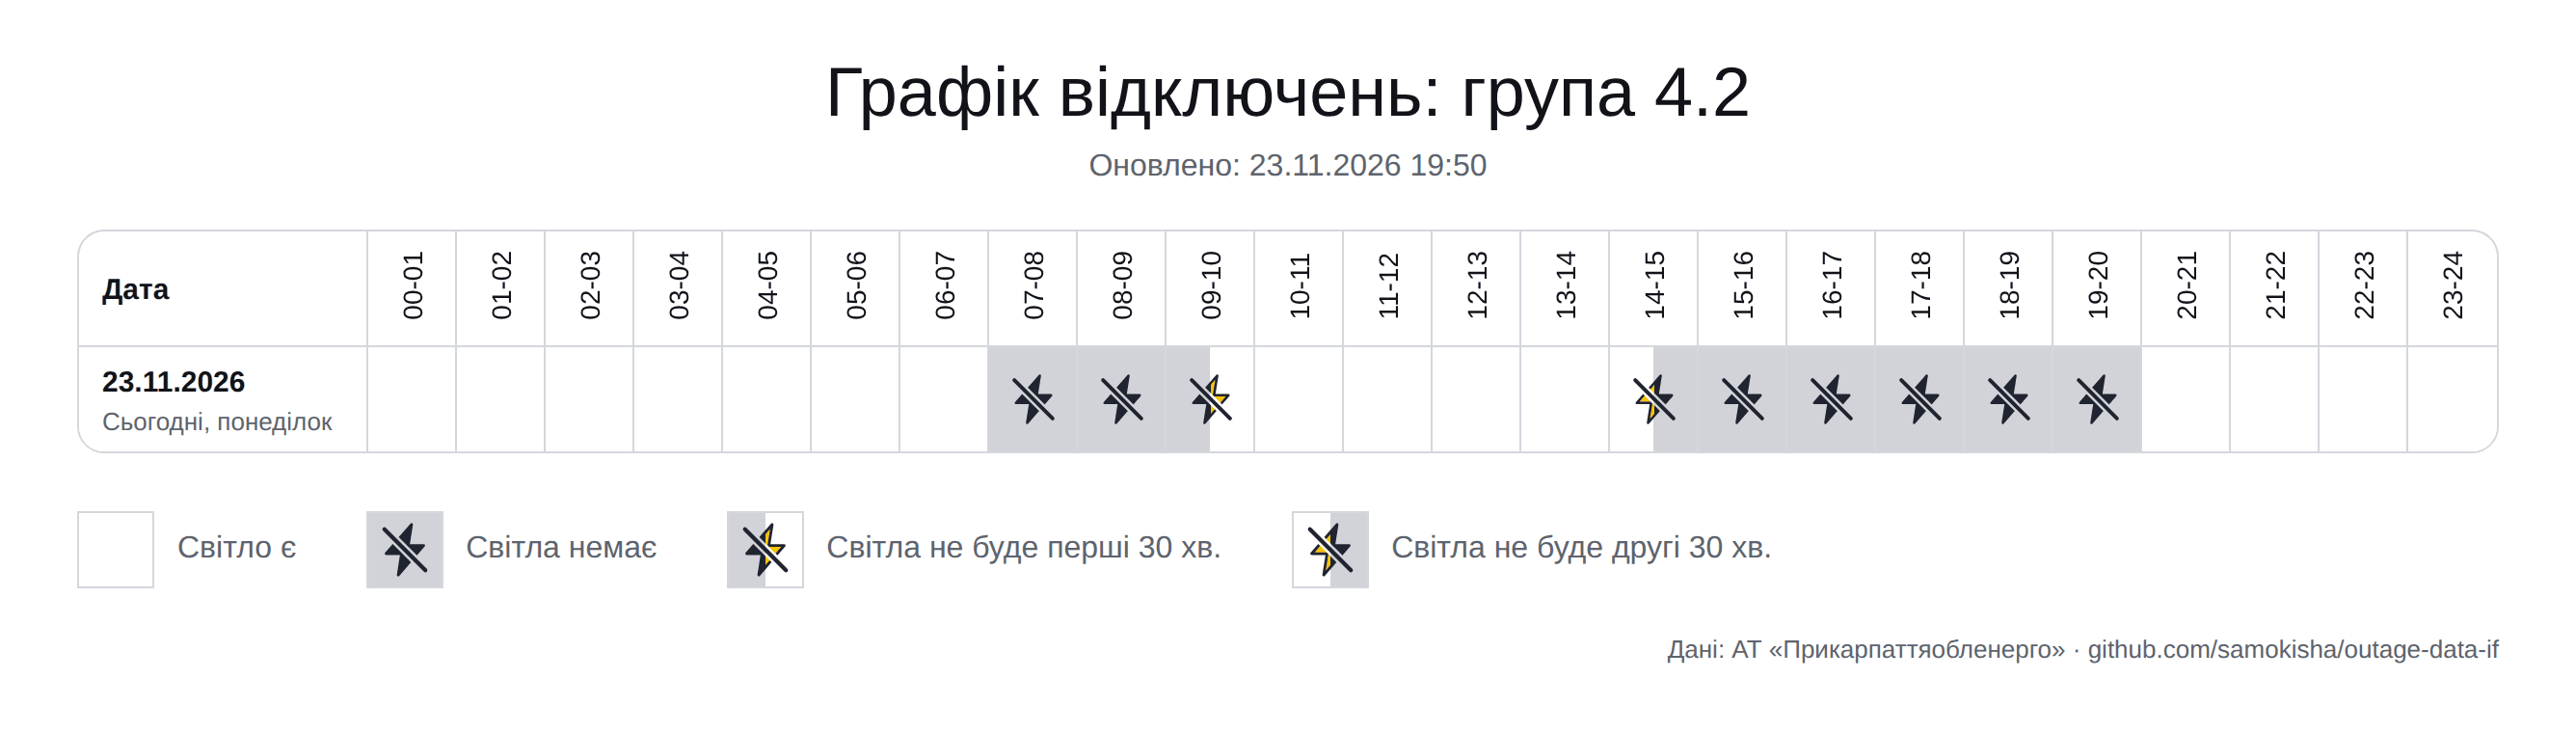 Графік відключень: група 4.2
Оновлено: 23.11.2026 19:50
Дата 00-01 01-02 02-03 03-04 04-05 05-06 06-07 07-08 08-09 09-10 10-11 11-12 12-13 13-14 14-15 15-16 16-17 17-18 18-19 19-20 20-21 21-22 22-23 23-24
23.11.2026
Сьогодні, понеділок
Світло є Світла немає Світла не буде перші 30 хв. Світла не буде другі 30 хв.
Дані: АТ «Прикарпаттяобленерго» · github.com/samokisha/outage-data-if